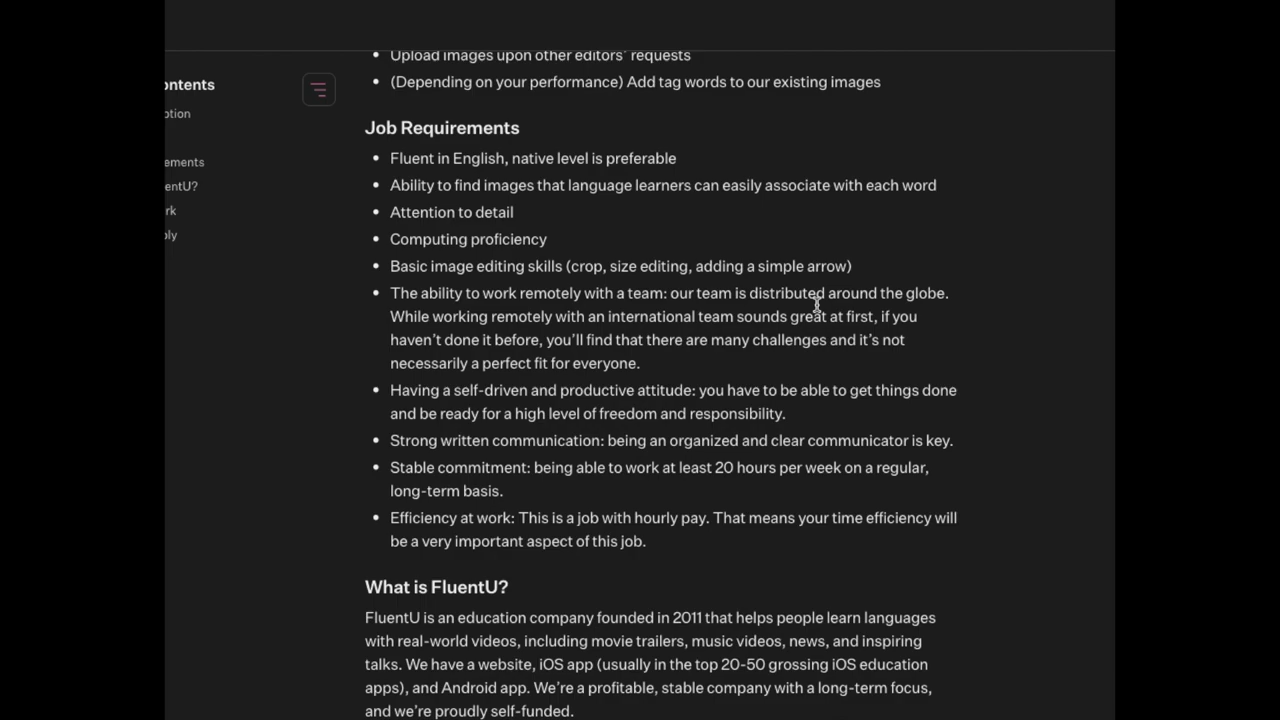 Upload images upon other editors' requests
(Depending on your performance) Add tag words to our existing images
ontents
ption
ements
entU?
rk
ply
Job Requirements
Fluent in English, native level is preferable
Ability to find images that language learners can easily associate with each word
Attention to detail
Computing proficiency
Basic image editing skills (crop, size editing, adding a simple arrow)
The ability to work remotely with a team: our team is distributed around the globe.
While working remotely with an international team sounds great at first, if you
haven't done it before, you'll find that there are many challenges and it's not
necessarily a perfect fit for everyone.
Having a self-driven and productive attitude: you have to be able to get things done
and be ready for a high level of freedom and responsibility.
Strong written communication: being an organized and clear communicator is key.
Stable commitment: being able to work at least 20 hours per week on a regular,
long-term basis.
Efficiency at work: This is a job with hourly pay. That means your time efficiency will
be a very important aspect of this job.
What is FluentU?
FluentU is an education company founded in 2011 that helps people learn languages
with real-world videos, including movie trailers, music videos, news, and inspiring
talks. We have a website, iOS app (usually in the top 20-50 grossing iOS education
apps), and Android app. We're a profitable, stable company with a long-term focus,
and we're proudly self-funded.